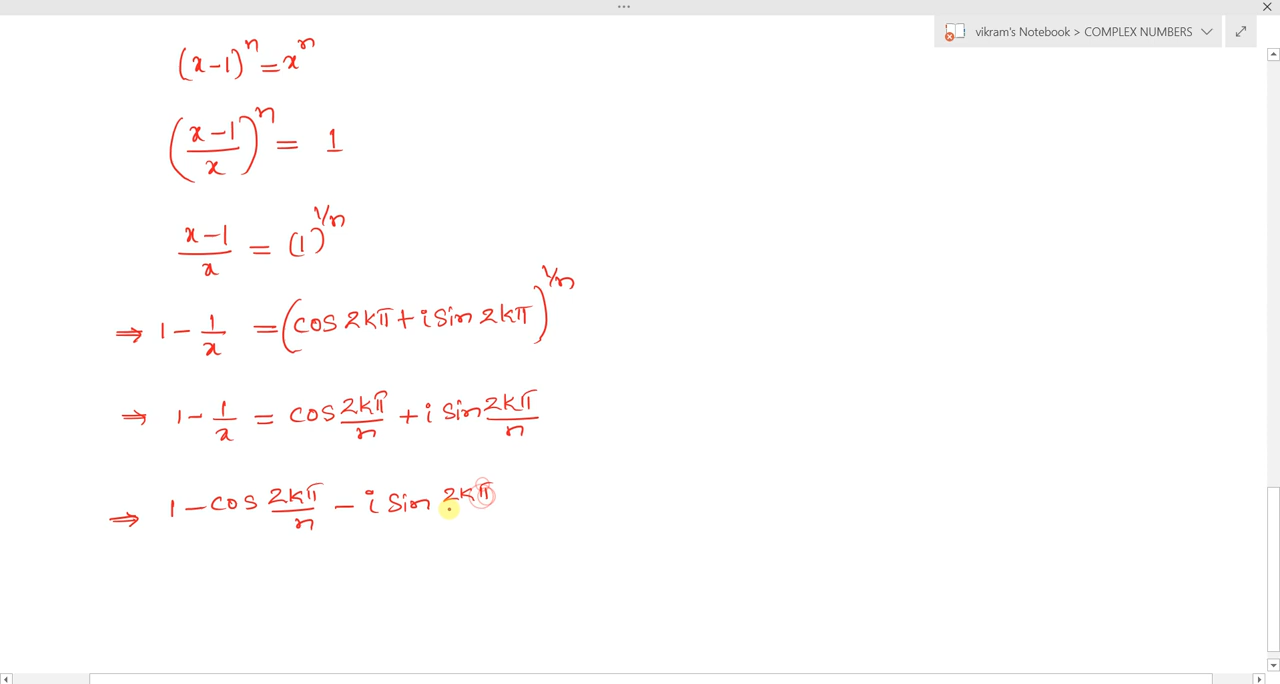 vikram's Notebook > COMPLEX NUMBERS
(x-1)^n = x^n
((x-1)/x)^n = 1
(x-1)/x = (1)^(1/n)
⇒ 1 - 1/x = (cos 2kπ + i sin 2kπ)^(1/n)
⇒ 1 - 1/x = cos 2kπ/n + i sin 2kπ/n
⇒ 1 - cos 2kπ/n - i sin 2kπ